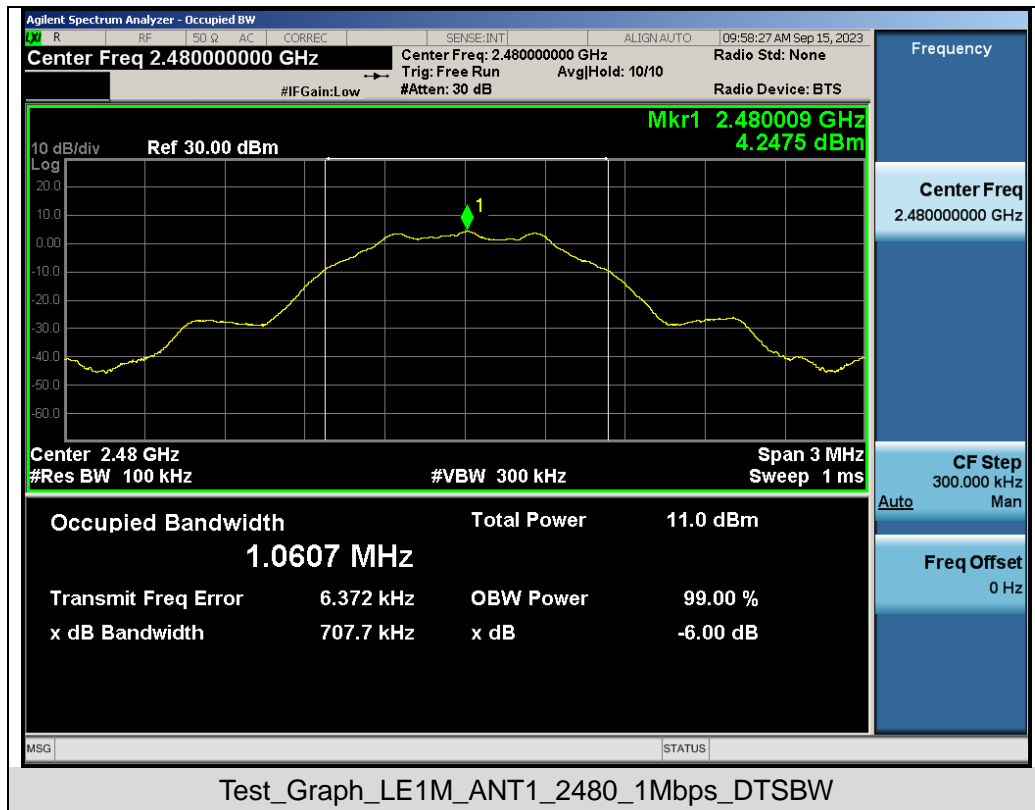 Agilent Spectrum Analyzer - Occupied BW
LXI R RF 50 Ω AC CORREC SENSE:INT ALIGN AUTO 09:58:27 AM Sep 15, 2023
Center Freq 2.480000000 GHz Center Freq: 2.480000000 GHz Radio Std: None
Trig: Free Run Avg|Hold: 10/10
#IFGain:Low #Atten: 30 dB Radio Device: BTS
Mkr1 2.480009 GHz
4.2475 dBm
10 dB/div Ref 30.00 dBm
Log
20.0
10.0
0.00
-10.0
-20.0
-30.0
-40.0
-50.0
-60.0
1
Center 2.48 GHz Span 3 MHz
#Res BW 100 kHz #VBW 300 kHz Sweep 1 ms
Occupied Bandwidth Total Power 11.0 dBm
1.0607 MHz
Transmit Freq Error 6.372 kHz OBW Power 99.00 %
x dB Bandwidth 707.7 kHz x dB -6.00 dB
MSG STATUS
Frequency
Center Freq
2.480000000 GHz
CF Step
300.000 kHz
Auto Man
Freq Offset
0 Hz
Test_Graph_LE1M_ANT1_2480_1Mbps_DTSBW